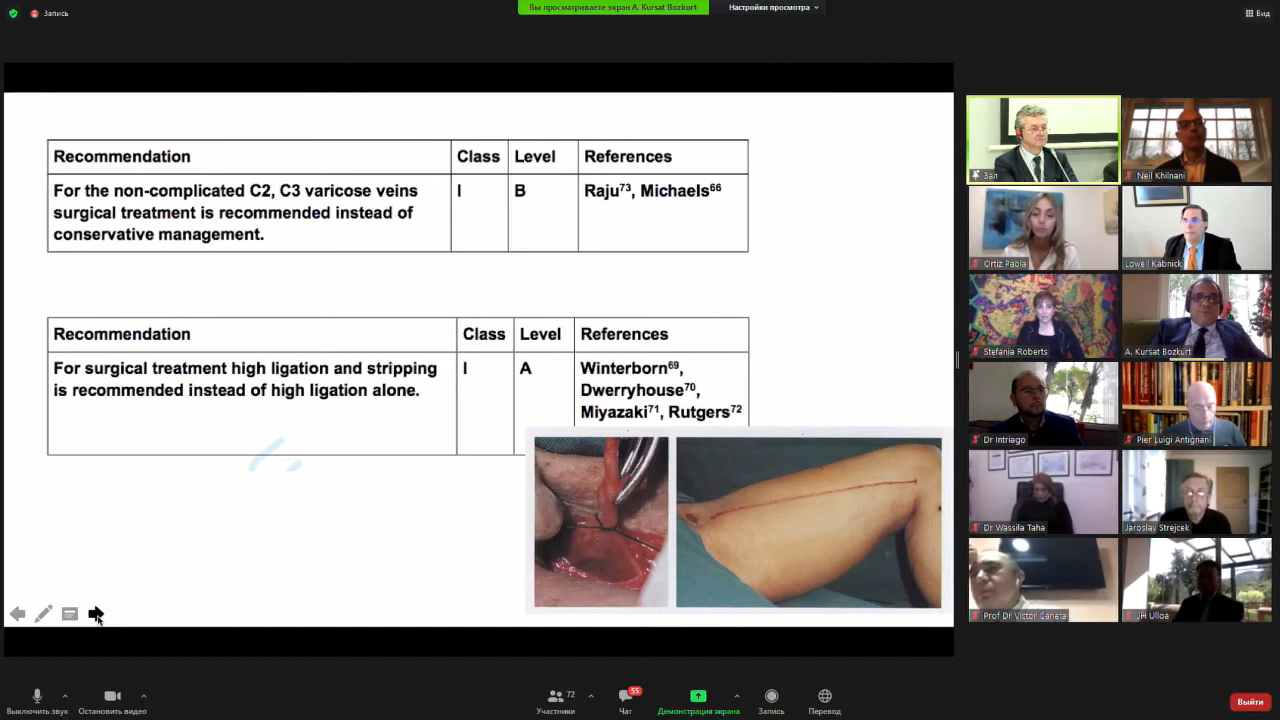 Запись
Вы просматриваете экран A. Kursat Bozkurt
Настройки просмотра
Вид
Recommendation Class Level References
For the non-complicated C2, C3 varicose veins surgical treatment is recommended instead of conservative management. I B Raju73, Michaels66
Recommendation Class Level References
For surgical treatment high ligation and stripping is recommended instead of high ligation alone. I A Winterborn69, Dwerryhouse70, Miyazaki71, Rutgers72
Зал
Neil Khilnani
Ortiz Paola
Lowell Kabnick
Stefania Roberts
A. Kursat Bozkurt
Dr Intriago
Pier Luigi Antignani
Dr Wassila Taha
Jaroslav Strejcek
Prof Dr Victor Canata
JH Ulloa
Выключить звук
Остановить видео
72
Участники
55
Чат
Демонстрация экрана
Запись
Перевод
Выйти